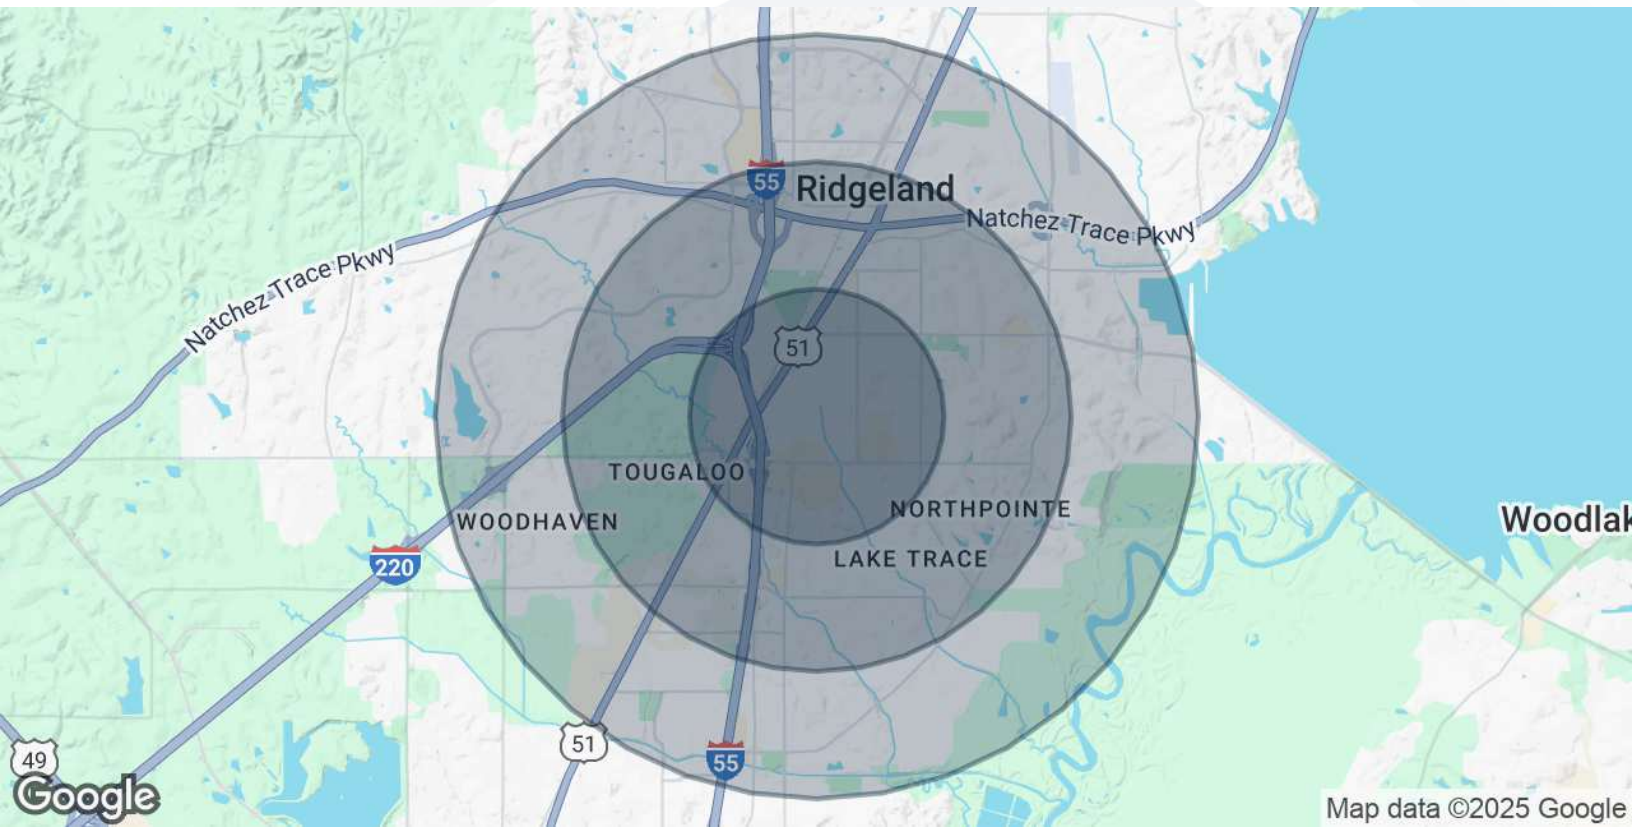 55
Ridgeland
Natchez Trace Pkwy
Natchez Trace Pkwy
51
TOUGALOO
NORTHPOINTE
WOODHAVEN
Woodlak
LAKE TRACE
220
51
49
55
Google
Map data ©2025 Google